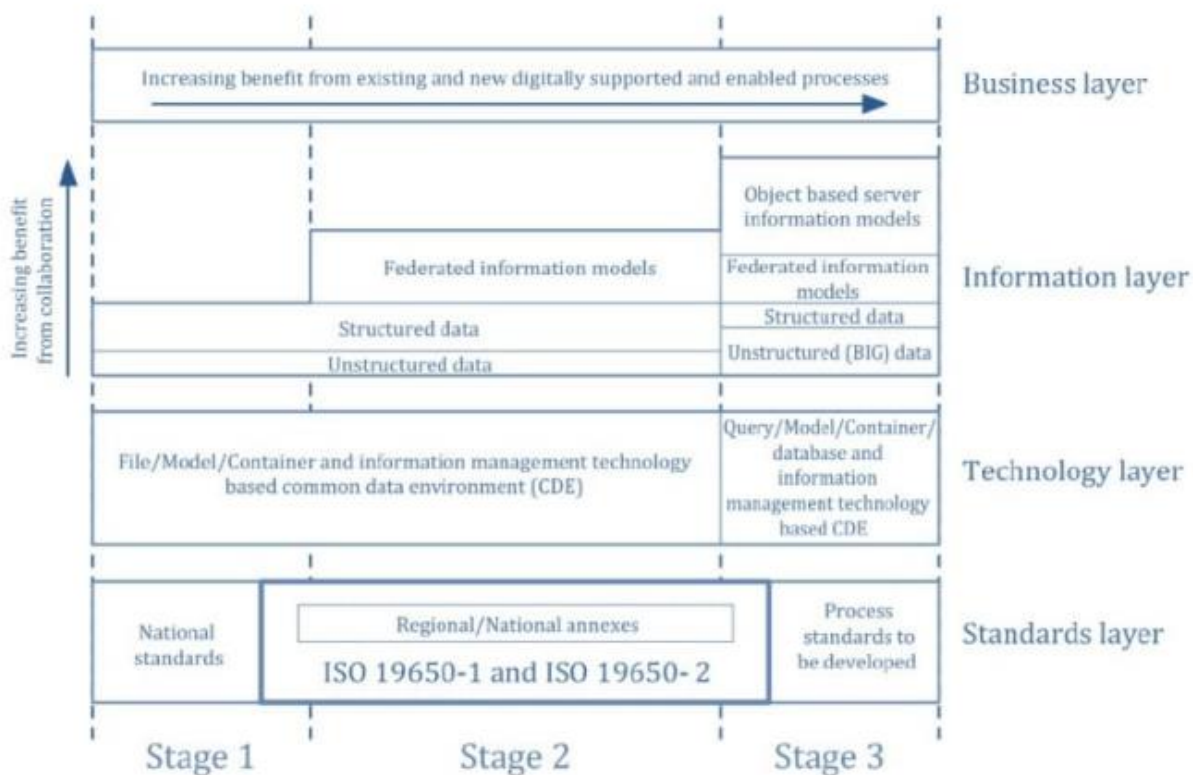 Increasing benefit from existing and new digitally supported and enabled processes
Business layer
Increasing benefit
from collaboration
Object based server
information models
Federated information models
Federated information
models
Information layer
Structured data
Structured data
Unstructured data
Unstructured (BIG) data
File/Model/Container and information management technology
based common data environment (CDE)
Query/Model/Container/
database and
information
management technology
based CDE
Technology layer
National
standards
Regional/National annexes
ISO 19650-1 and ISO 19650- 2
Process
standards to
be developed
Standards layer
Stage 1
Stage 2
Stage 3